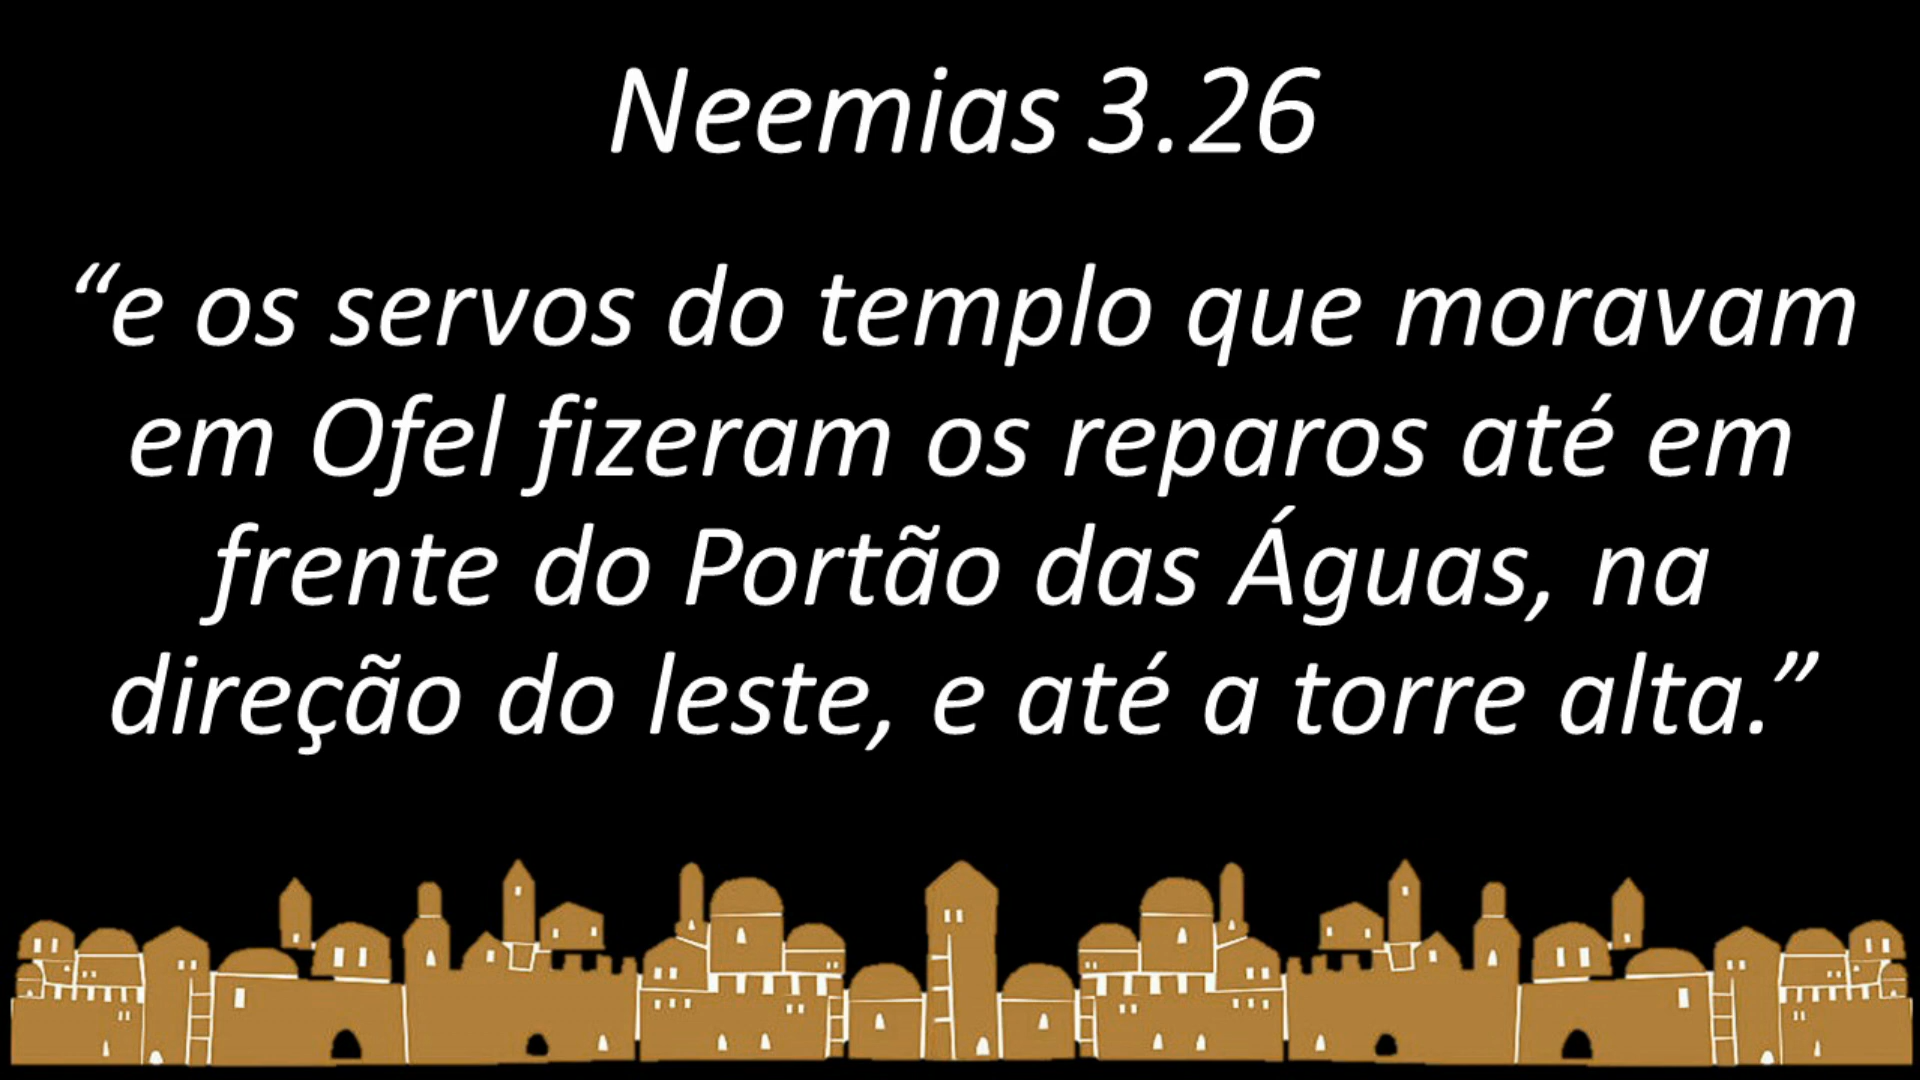 Neemias 3.26
“e os servos do templo que moravam
em Ofel fizeram os reparos até em
frente do Portão das Águas, na
direção do leste, e até a torre alta.”